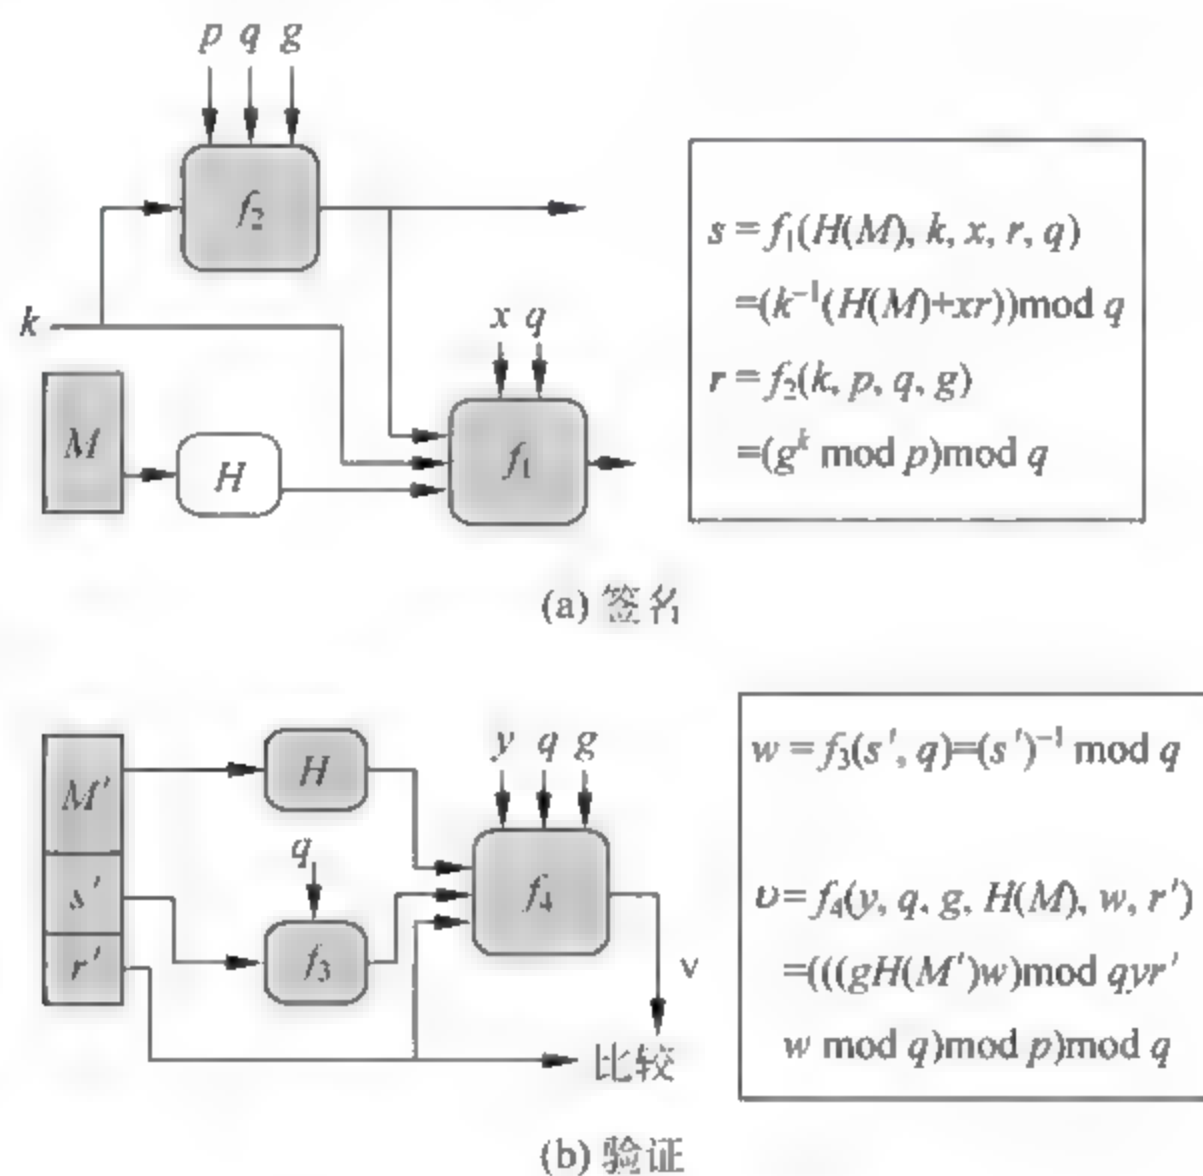 p q g
f₂
k
x q
M
H
f₁
s = f₁(H(M), k, x, r, q)
=(k⁻¹(H(M)+xr))mod q
r = f₂(k, p, q, g)
=(gᵏ mod p)mod q
(a) 签名
M'
s'
r'
H
q
f₃
y q g
f₄
v
比较
w = f₃(s', q)=(s')⁻¹ mod q
υ= f₄(y, q, g, H(M), w, r')
=(((gH(M')w)mod qyr'
w mod q)mod p)mod q
(b) 验证